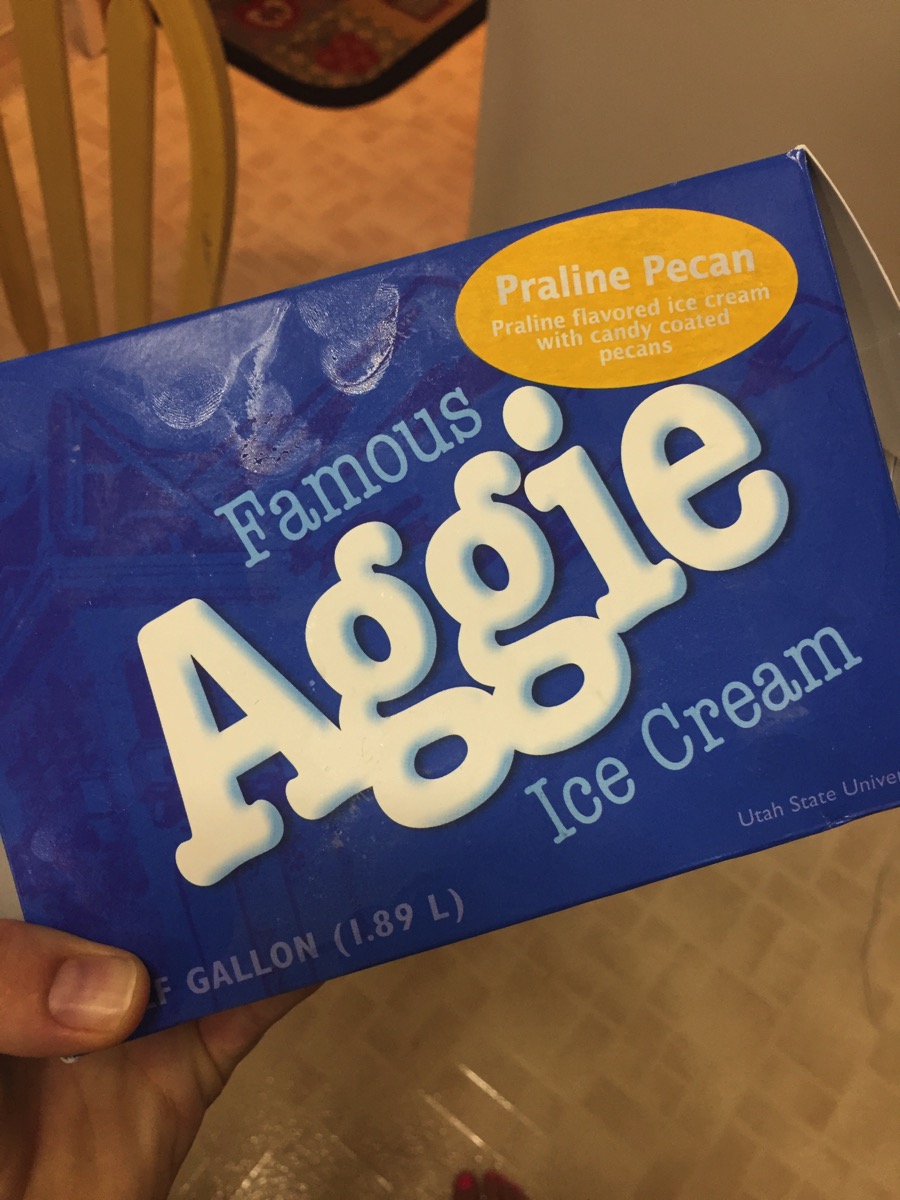 Praline Pecan
Praline flavored ice cream
with candy coated
pecans
Famous
Aggie
Ice Cream
Utah State Univer
F GALLON (1.89 L)